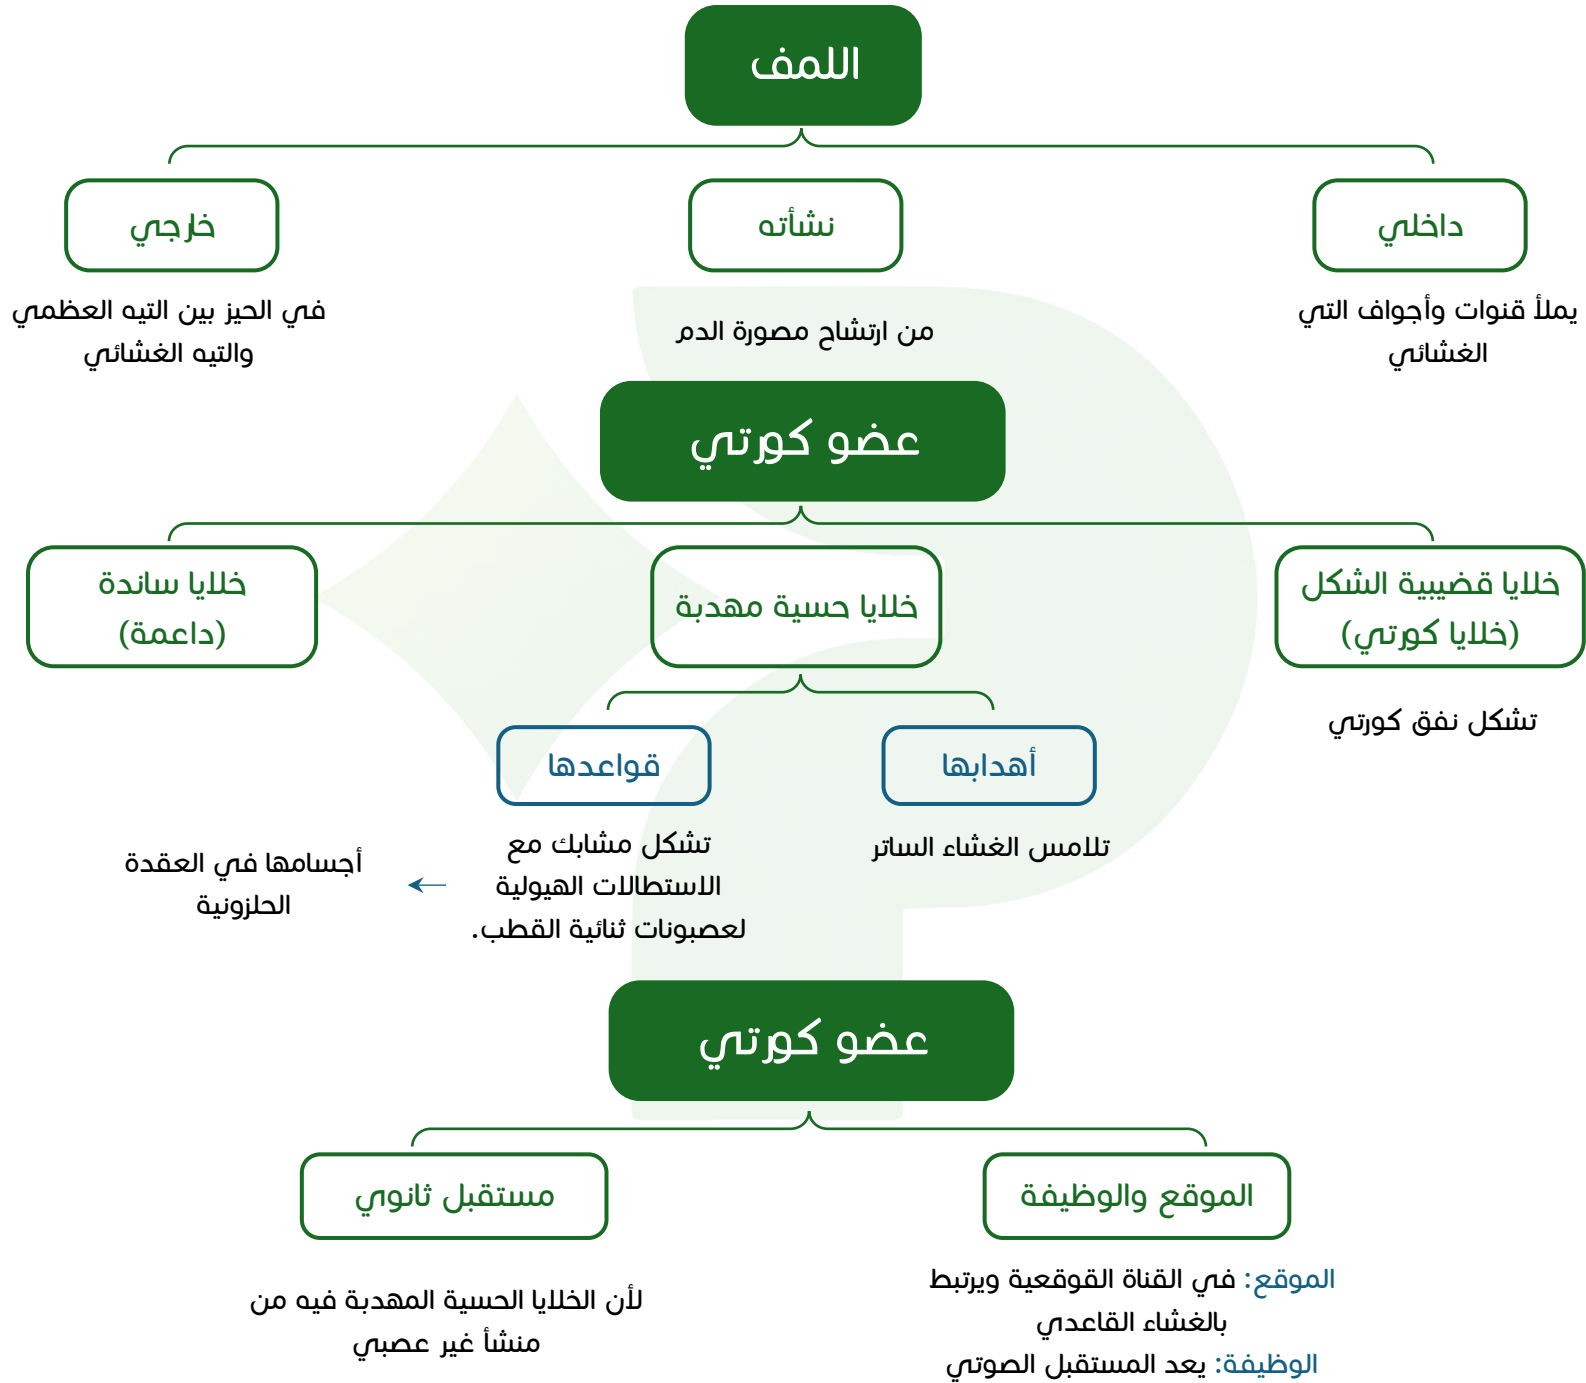 اللمف
داخلي
نشأته
خارجي
يملأ قنوات وأجواف التي
الغشائي
من ارتشاح مصورة الدم
في الحيز بين التيه العظمي
والتيه الغشائي
عضو كورتي
خلايا قضيبية الشكل
(خلايا كورتي)
خلايا حسية مهدبة
خلايا ساندة
(داعمة)
تشكل نفق كورتي
أهدابها
قواعدها
تلامس الغشاء الساتر
تشكل مشابك مع
الاستطالات الهيولية
لعصبونات ثنائية القطب.
أجسامها في العقدة
الحلزونية
عضو كورتي
الموقع والوظيفة
مستقبل ثانوي
الموقع: في القناة القوقعية ويرتبط
بالغشاء القاعدي
الوظيفة: يعد المستقبل الصوتي
لأن الخلايا الحسية المهدبة فيه من
منشأ غير عصبي